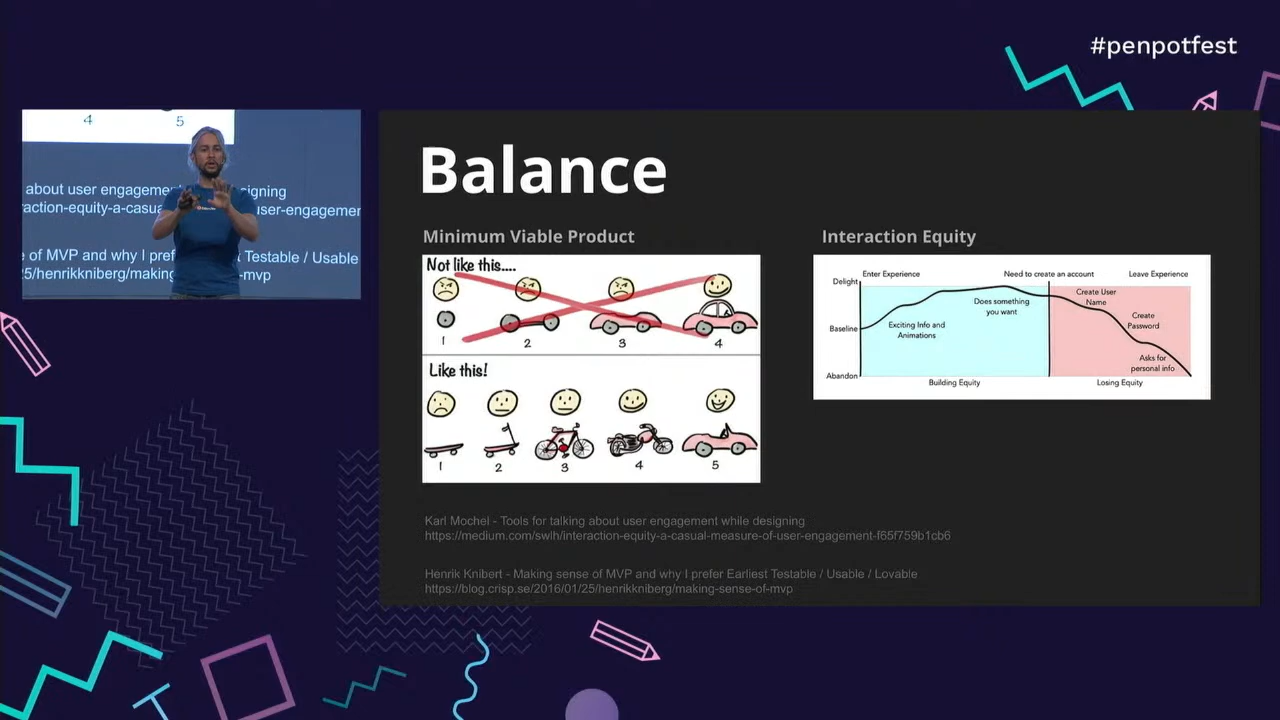 #penpotfest
4 5
about user engagement
signing
user-engagemen
e of MVP and why I pref
Testable / Usable
25/henrikkniberg/making
-mvp
Balance
Minimum Viable Product
Not like this....
1 2 3 4
Like this!
1 2 3 4 5
Interaction Equity
Enter Experience Need to create an account Leave Experience
Delight
Baseline
Abandon
Exciting Info and
Animations
Does something
you want
Create User
Name
Create
Password
Asks for
personal info
Building Equity Losing Equity
Karl Mochel - Tools for talking about user engagement while designing
https://medium.com/swlh/interaction-equity-a-casual-measure-of-user-engagement-f65f759b1cb6
Henrik Knibert - Making sense of MVP and why I prefer Earliest Testable / Usable / Lovable
https://blog.crisp.se/2016/01/25/henrikkniberg/making-sense-of-mvp